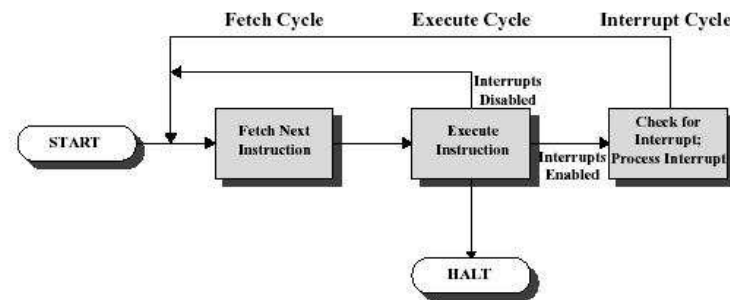 Fetch Cycle
Execute Cycle
Interrupt Cycle
Interrupts
Disabled
START
Fetch Next
Instruction
Execute
Instruction
Interrupts
Enabled
Check for
Interrupt;
Process Interrupt
HALT